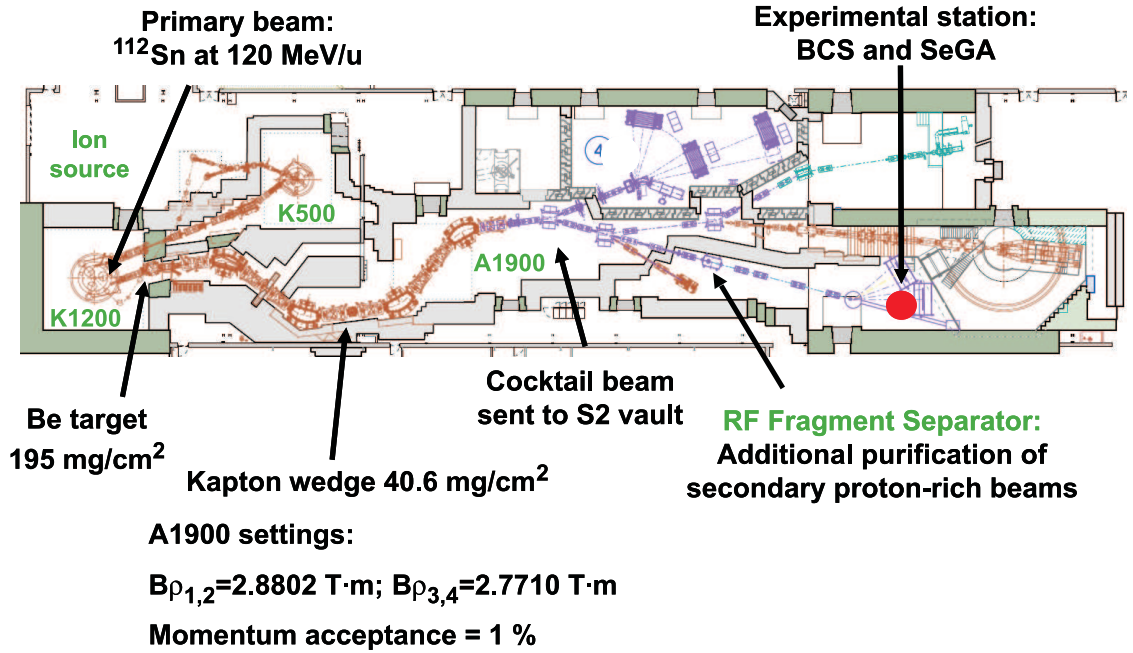 Primary beam:
¹¹²Sn at 120 MeV/u
Experimental station:
BCS and SeGA
Ion
source
4
K500
A1900
K1200
Be target
195 mg/cm²
Kapton wedge 40.6 mg/cm²
Cocktail beam
sent to S2 vault
RF Fragment Separator:
Additional purification of
secondary proton-rich beams
A1900 settings:
Bρ1,2=2.8802 T·m; Bρ3,4=2.7710 T·m
Momentum acceptance = 1 %